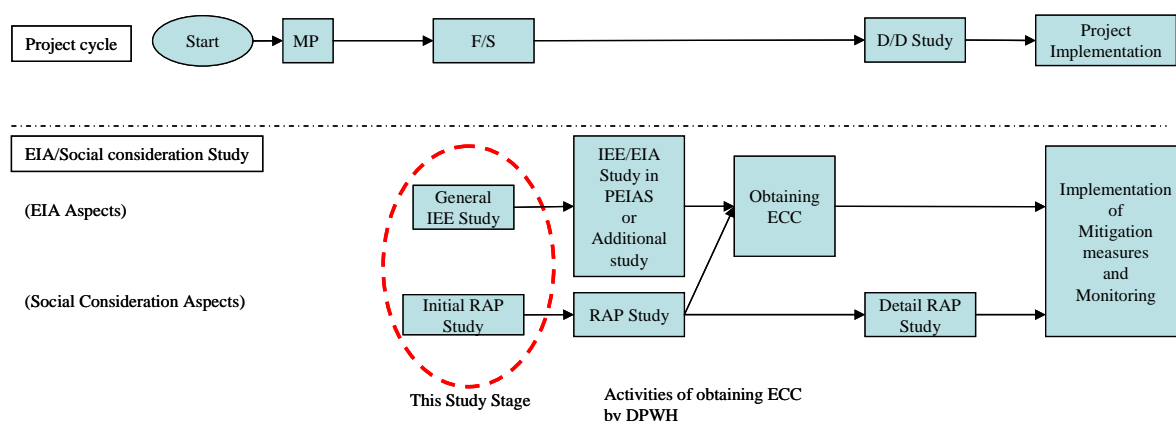 Project cycle
Start
MP
F/S
D/D Study
Project
Implementation
EIA/Social consideration Study
(EIA Aspects)
General
IEE Study
IEE/EIA
Study in
PEIAS
or
Additional
study
Obtaining
ECC
Implementation
of
Mitigation
measures
and
Monitoring
(Social Consideration Aspects)
Initial RAP
Study
RAP Study
Detail RAP
Study
This Study Stage
Activities of obtaining ECC
by DPWH